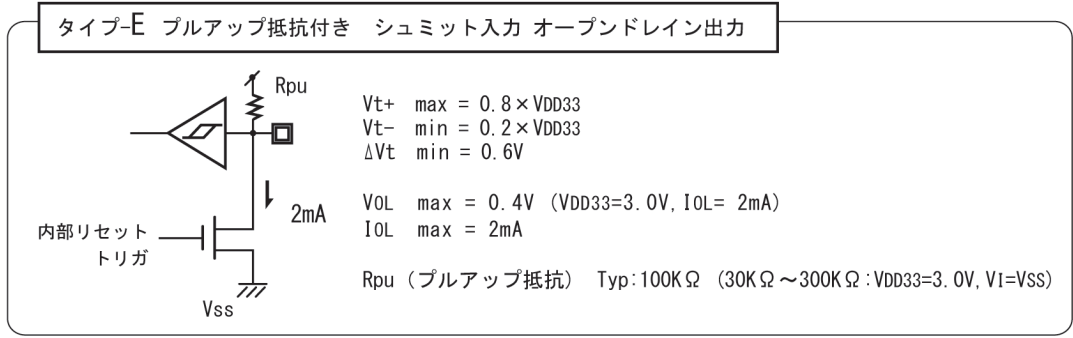 タイプ-E プルアップ抵抗付き シュミット入力 オープンドレイン出力
Rpu
Vt+ max = 0.8×VDD33
Vt- min = 0.2×VDD33
ΔVt min = 0.6V
2mA
VOL max = 0.4V (VDD33=3.0V, IOL= 2mA)
IOL max = 2mA
内部リセット
トリガ
Rpu (プルアップ抵抗) Typ:100KΩ (30KΩ~300KΩ:VDD33=3.0V, VI=VSS)
Vss